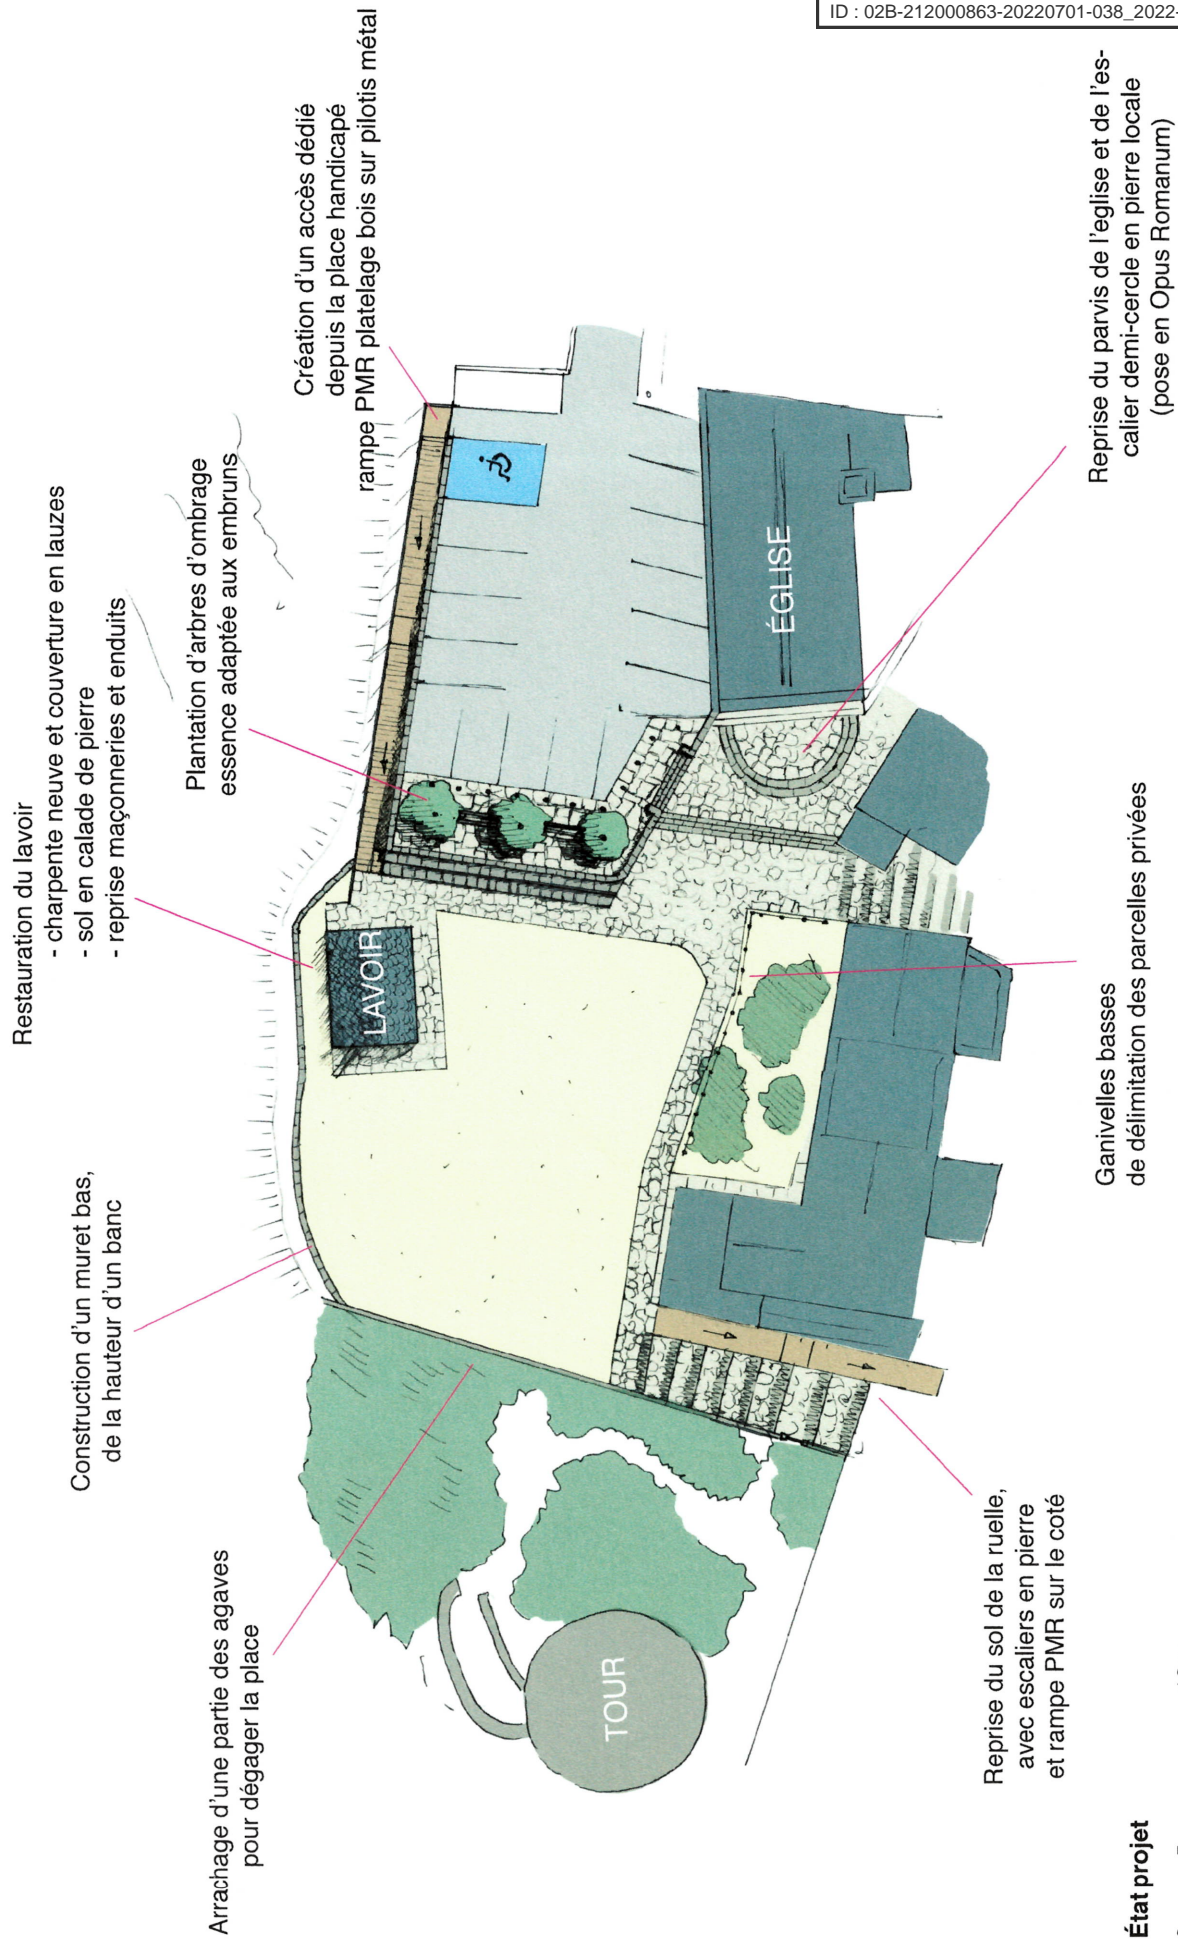 ID : 02B-212000863-20220701-038_2022-
Restauration du lavoir
- charpente neuve et couverture en lauzes
- sol en calade de pierre
- reprise maçonneries et enduits
Construction d'un muret bas,
de la hauteur d'un banc
Arrachage d'une partie des agaves
pour dégager la place
Plantation d'arbres d'ombrage
essence adaptée aux embruns
Création d'un accès dédié
depuis la place handicapé
rampe PMR platelage bois sur pilotis métal
LAVOIR
TOUR
ÉGLISE
Reprise du sol de la ruelle,
avec escaliers en pierre
et rampe PMR sur le coté
Ganivelles basses
de délimitation des parcelles privées
Reprise du parvis de l'eglise et de l'es-
calier demi-cercle en pierre locale
(pose en Opus Romanum)
État projet